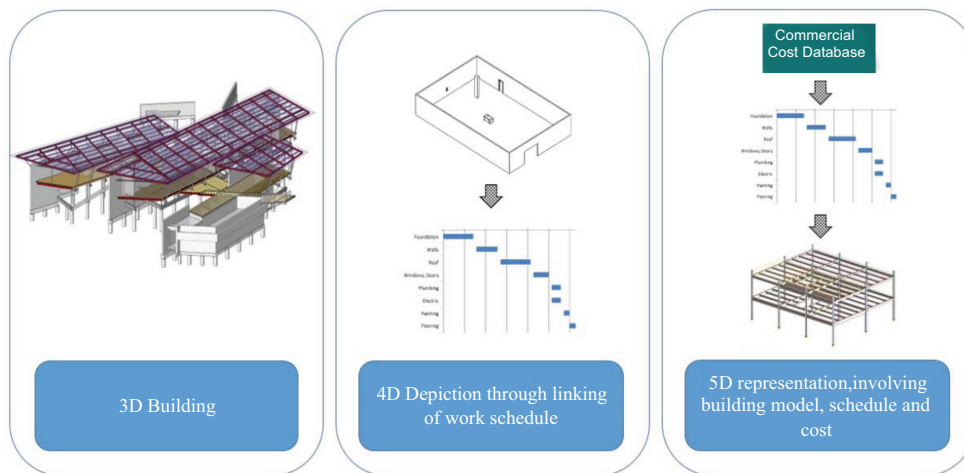 3D Building
Foundation
Walls
Roof
Windows, Doors
Plumbing
Electric
Painting
Flooring
4D Depiction through linking
of work schedule
Commercial
Cost Database
Foundation
Walls
Roof
Windows, Doors
Plumbing
Electric
Painting
Flooring
5D representation,involving
building model, schedule and
cost